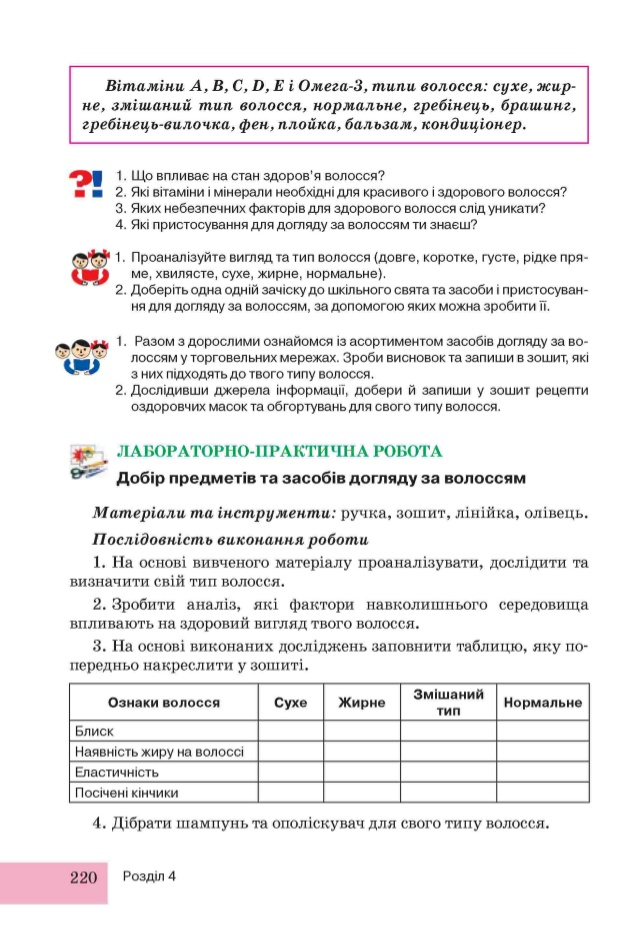 Вітаміни А, В, С, D, Е і Омега-3, типи волосся: сухе, жир-
не, змішаний тип волосся, нормальне, гребінець, брашинг,
гребінець-вилочка, фен, плойка, бальзам, кондиціонер.
?! 1. Що впливає на стан здоров’я волосся?
2. Які вітаміни і мінерали необхідні для красивого і здорового волосся?
3. Яких небезпечних факторів для здорового волосся слід уникати?
4. Які пристосування для догляду за волоссям ти знаєш?
1. Проаналізуйте вигляд та тип волосся (довге, коротке, густе, рідке пря-
ме, хвилясте, сухе, жирне, нормальне).
2. Доберіть одна одній зачіску до шкільного свята та засоби і пристосуван-
ня для догляду за волоссям, за допомогою яких можна зробити її.
1. Разом з дорослими ознайомся із асортиментом засобів догляду за во-
лоссям у торговельних мережах. Зроби висновок та запиши в зошит, які
з них підходять до твого типу волосся.
2. Дослідивши джерела інформації, добери й запиши у зошит рецепти
оздоровчих масок та обгортувань для свого типу волосся.
ЛАБОРАТОРНО-ПРАКТИЧНА РОБОТА
Добір предметів та засобів догляду за волоссям
Матеріали та інструменти: ручка, зошит, лінійка, олівець.
Послідовність виконання роботи
1. На основі вивченого матеріалу проаналізувати, дослідити та
визначити свій тип волосся.
2. Зробити аналіз, які фактори навколишнього середовища
впливають на здоровий вигляд твого волосся.
3. На основі виконаних досліджень заповнити таблицю, яку по-
передньо накреслити у зошиті.
Ознаки волосся Сухе Жирне Змішаний тип Нормальне
Блиск
Наявність жиру на волоссі
Еластичність
Посічені кінчики
4. Дібрати шампунь та ополіскувач для свого типу волосся.
220 Розділ 4